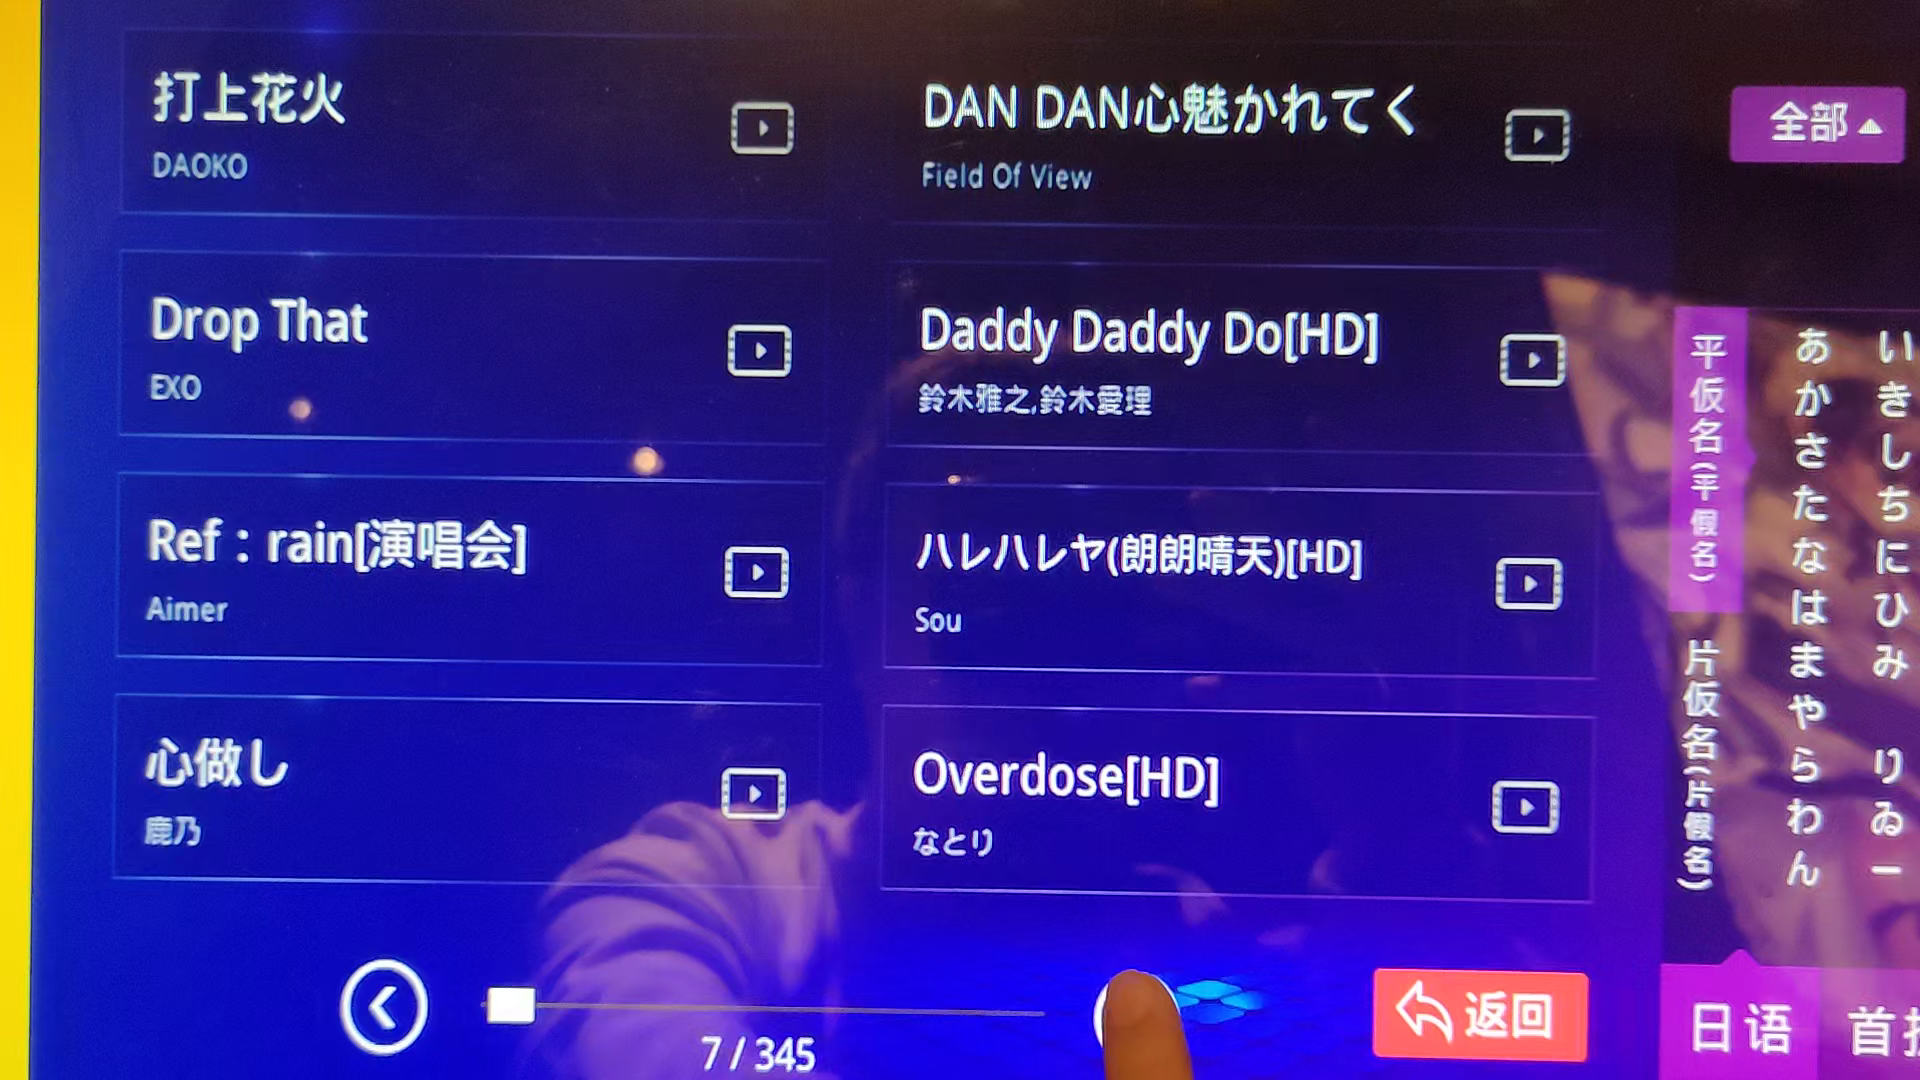 打上花火
DAOKO
DAN DAN心魅かれてく
Field Of View
全部
Drop That
EXO
Daddy Daddy Do[HD]
鈴木雅之,鈴木愛理
Ref：rain[演唱会]
Aimer
ハレハレヤ(朗朗晴天)[HD]
Sou
心做し
鹿乃
Overdose[HD]
なとり
平仮名(平假名)
片仮名(片假名)
あ い
か き
さ し
た ち
な に
は ひ
ま み
や
ら り
わ ゐ
ん ー
7 / 345
返回
日语
首